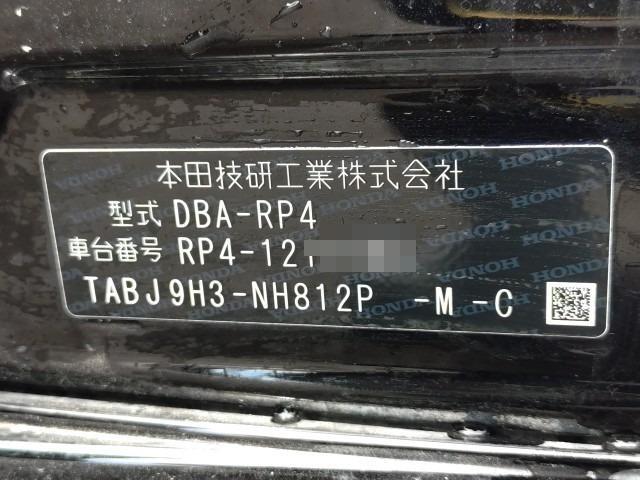 本田技研工業株式会社
型式 DBA-RP4
車台番号 RP4-121
TABJ9H3-NH812P -M -C